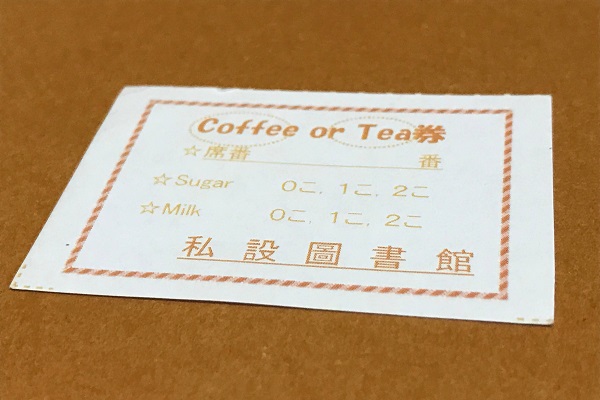 Coffee or Tea券
☆席番 番
☆Sugar 0こ, 1こ, 2こ
☆Milk 0こ, 1こ, 2こ
私設圖書館